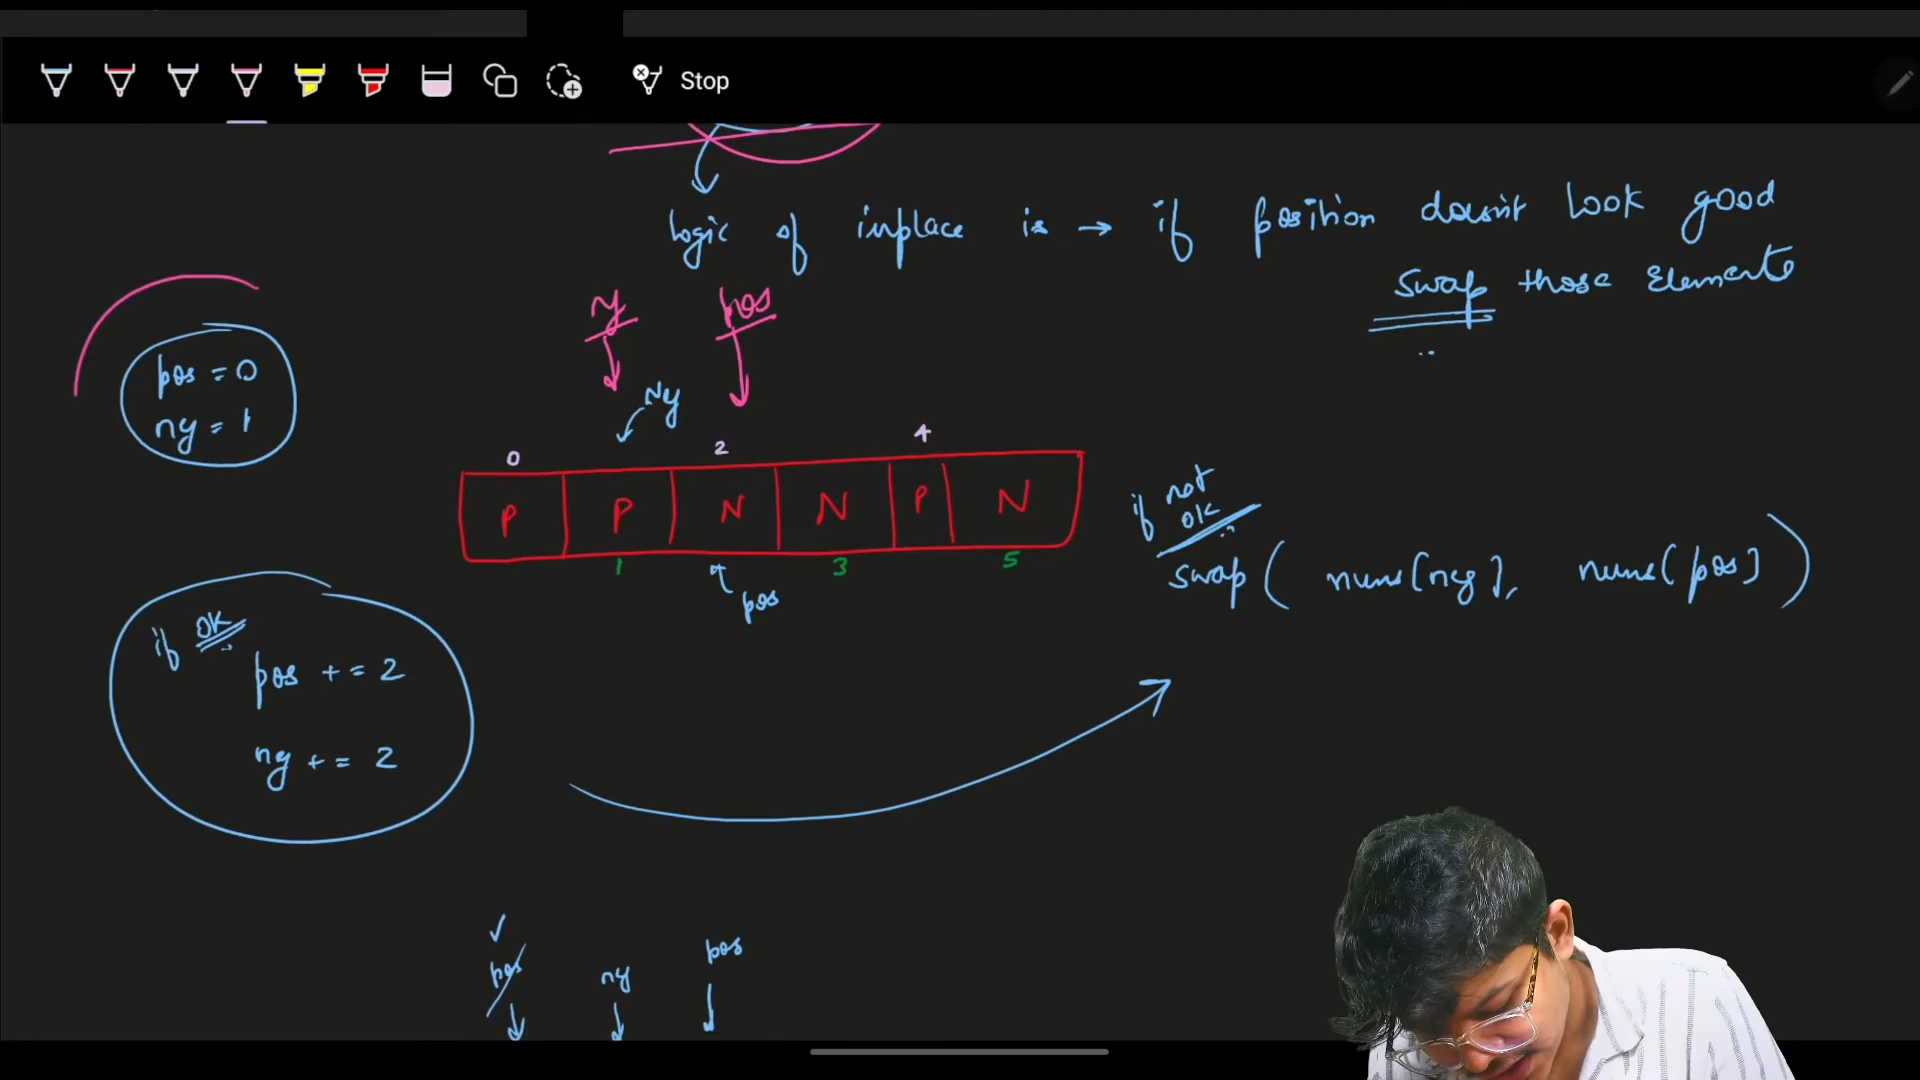 Stop
logic of inplace is → if position doesn't look good
swap those elements
ng pos
pos = 0
ng = 1
Ng
0 2 4
P P N N P N
1 3 5
pos
if not ok
swap ( nums[ng], nums[pos] )
if ok
pos += 2
ng += 2
pos ng pos